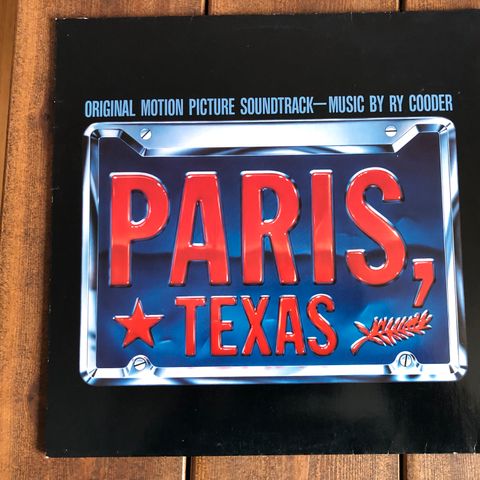 ORIGINAL MOTION PICTURE SOUNDTRACK—MUSIC BY RY COODER
PARIS,
TEXAS